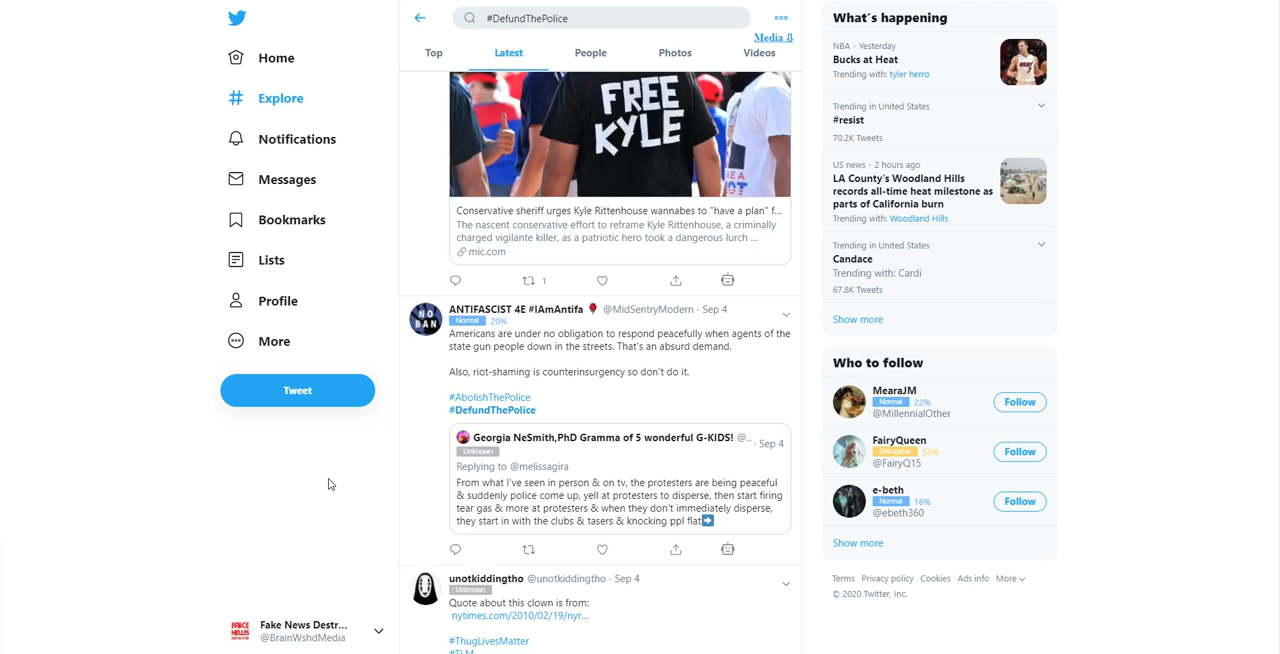 Home
Explore
Notifications
Messages
Bookmarks
Lists
Profile
More
Tweet
Fake News Destr...
@BrainWshdMedia
#DefundThePolice
Media ⇩
Top
Latest
People
Photos
Videos
FREE
KYLE
Conservative sheriff urges Kyle Rittenhouse wannabes to "have a plan" f...
The nascent conservative effort to reframe Kyle Rittenhouse, a criminally
charged vigilante killer, as a patriotic hero took a dangerous lurch ...
mic.com
1
NO
BAN
ANTIFASCIST 4E #IAmAntifa 🌹 @MidSentryModern · Sep 4
Normal 20%
Americans are under no obligation to respond peacefully when agents of the
state gun people down in the streets. That's an absurd demand.
Also, riot-shaming is counterinsurgency so don't do it.
#AbolishThePolice
#DefundThePolice
Georgia NeSmith,PhD Gramma of 5 wonderful G-KIDS! @... · Sep 4
Unknown
Replying to @melissagira
From what I've seen in person & on tv, the protesters are being peaceful
& suddenly police come up, yell at protesters to disperse, then start firing
tear gas & more at protesters & when they don't immediately disperse,
they start in with the clubs & tasers & knocking ppl flat➡
unotkiddingtho @unotkiddingtho · Sep 4
Unknown
Quote about this clown is from:
nytimes.com/2010/02/19/nyr...
#ThugLivesMatter
#TLM
What's happening
NBA · Yesterday
Bucks at Heat
Trending with: tyler herro
Trending in United States
#resist
70.2K Tweets
US news · 2 hours ago
LA County's Woodland Hills
records all-time heat milestone as
parts of California burn
Trending with: Woodland Hills
Trending in United States
Candace
Trending with: Cardi
67.8K Tweets
Show more
Who to follow
MearaJM
Normal 22%
@MillennialOther
Follow
FairyQueen
Disruptive 55%
@FairyQ15
Follow
e-beth
Normal 16%
@ebeth360
Follow
Show more
Terms Privacy policy Cookies Ads info More
© 2020 Twitter, Inc.